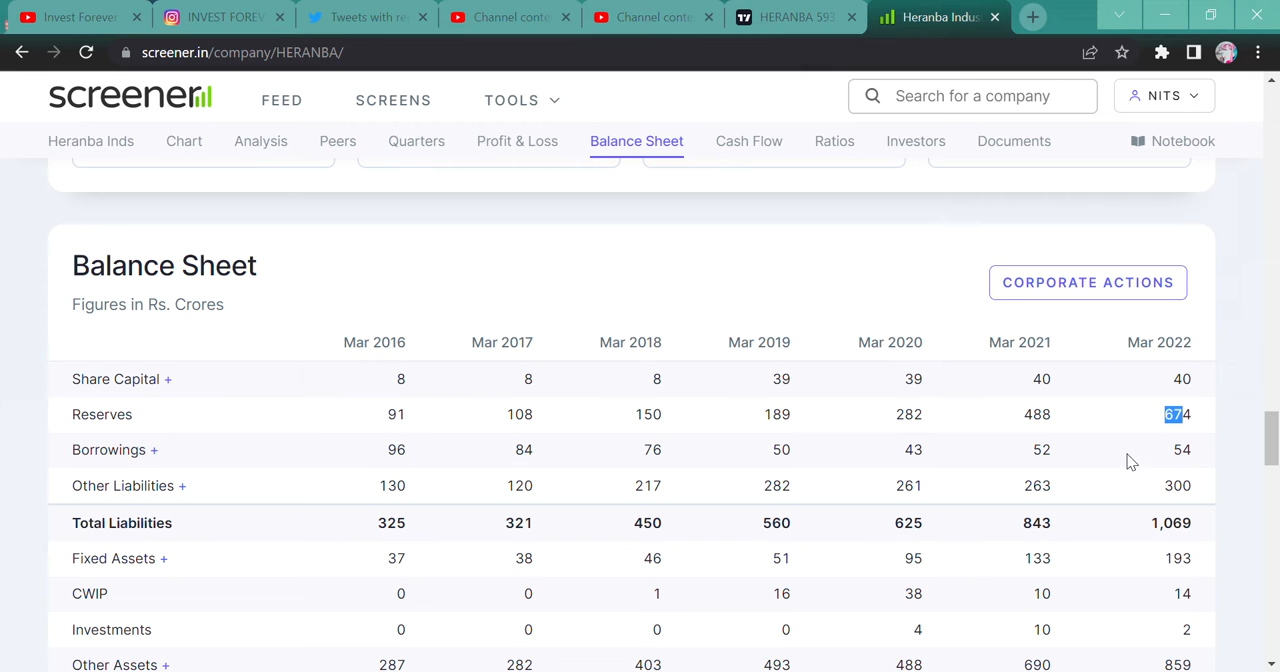 Invest Forever
INVEST FOREV
Tweets with re
Channel conte
Channel conte
HERANBA 593
Heranba Indus
screener.in/company/HERANBA/
screener
FEED
SCREENS
TOOLS
Search for a company
NITS
Heranba Inds Chart Analysis Peers Quarters Profit & Loss Balance Sheet Cash Flow Ratios Investors Documents Notebook
Balance Sheet
CORPORATE ACTIONS
Figures in Rs. Crores
Mar 2016 Mar 2017 Mar 2018 Mar 2019 Mar 2020 Mar 2021 Mar 2022
Share Capital + 8 8 8 39 39 40 40
Reserves 91 108 150 189 282 488 674
Borrowings + 96 84 76 50 43 52 54
Other Liabilities + 130 120 217 282 261 263 300
Total Liabilities 325 321 450 560 625 843 1,069
Fixed Assets + 37 38 46 51 95 133 193
CWIP 0 0 1 16 38 10 14
Investments 0 0 0 0 4 10 2
Other Assets + 287 282 403 493 488 690 859